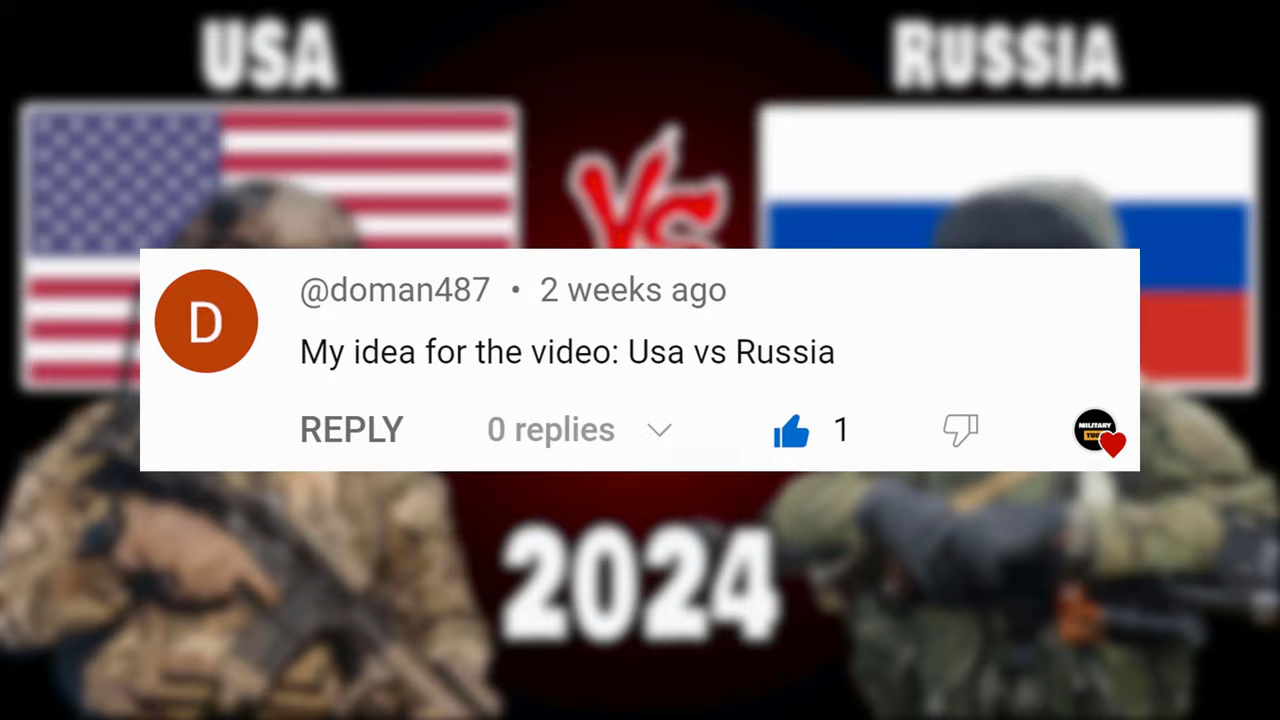 USA
RUSSIA
VS
@doman487 • 2 weeks ago
D
My idea for the video: Usa vs Russia
REPLY 0 replies 1
MILITARY
2024